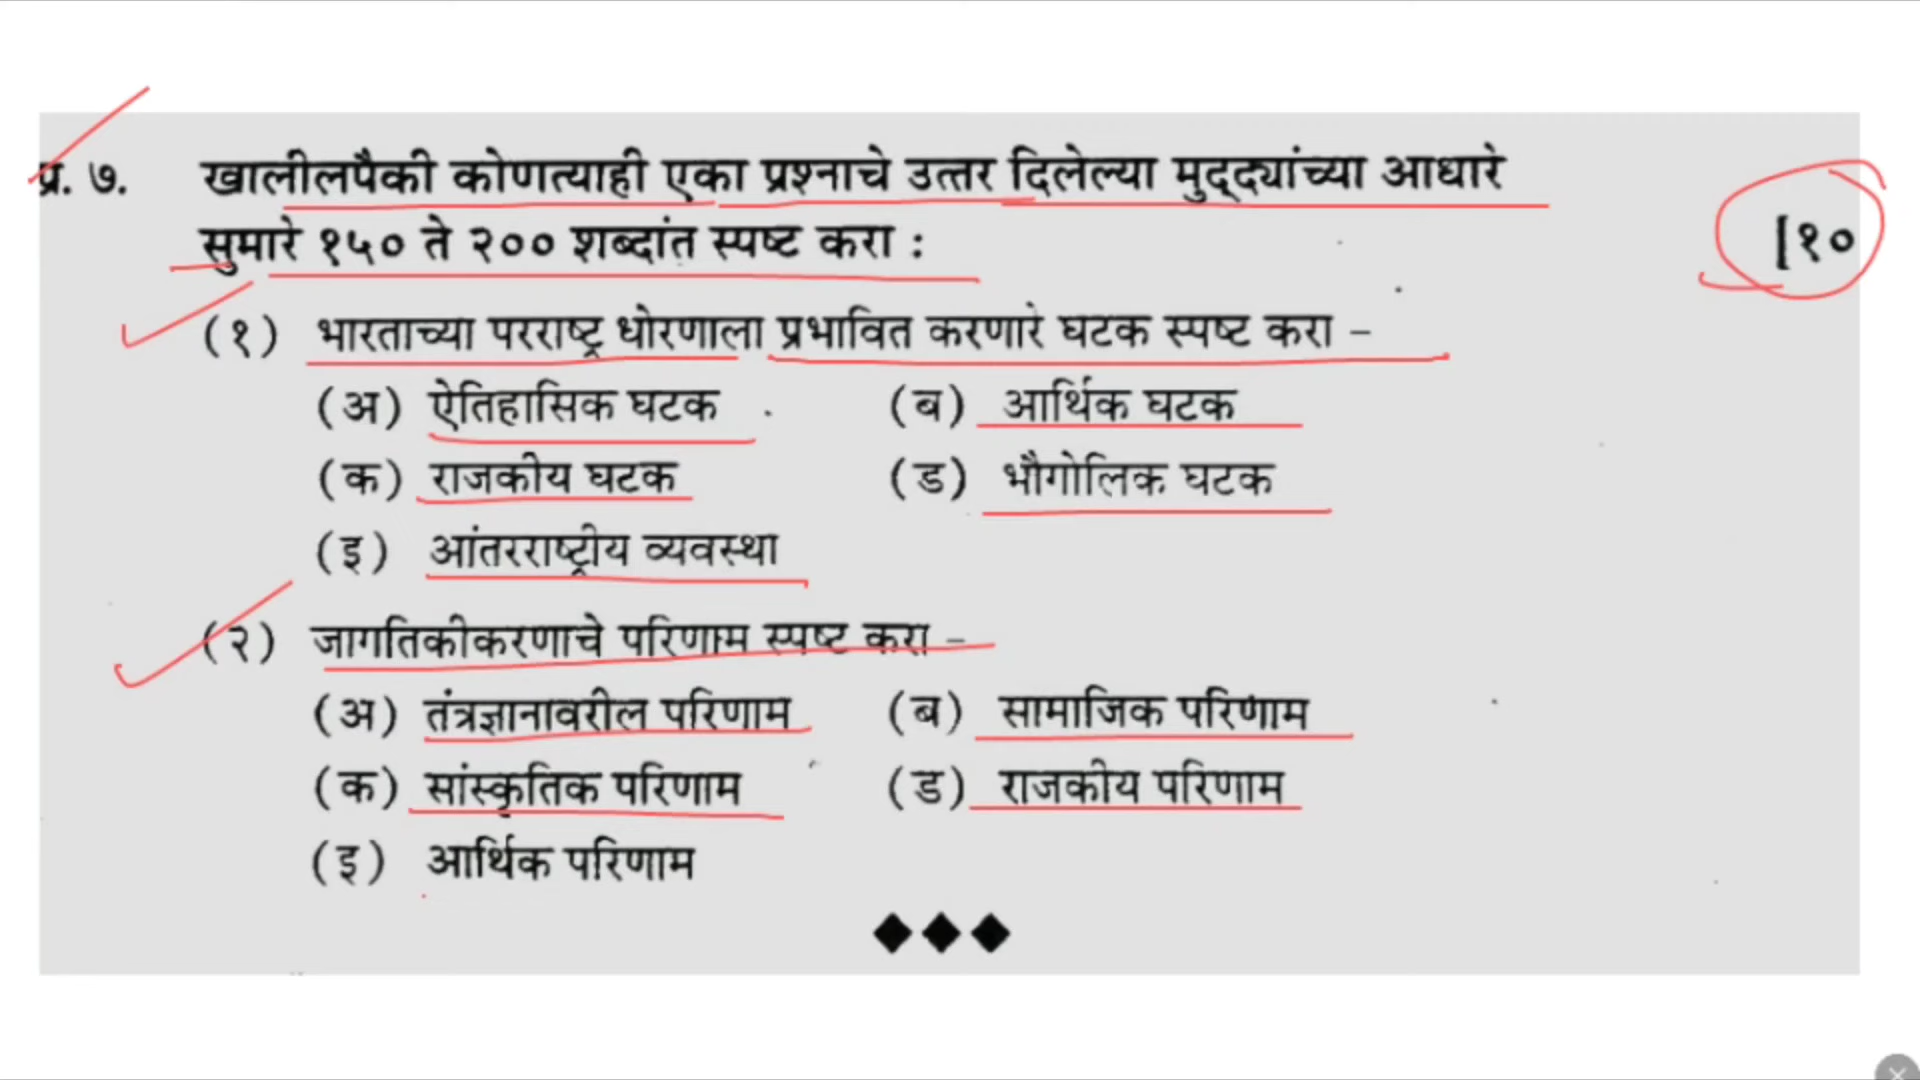 प्र. ७. खालीलपैकी कोणत्याही एका प्रश्नाचे उत्तर दिलेल्या मुद्द्यांच्या आधारे
सुमारे १५० ते २०० शब्दांत स्पष्ट करा : [१०
(१) भारताच्या परराष्ट्र धोरणाला प्रभावित करणारे घटक स्पष्ट करा –
(अ) ऐतिहासिक घटक (ब) आर्थिक घटक
(क) राजकीय घटक (ड) भौगोलिक घटक
(इ) आंतरराष्ट्रीय व्यवस्था
(२) जागतिकीकरणाचे परिणाम स्पष्ट करा –
(अ) तंत्रज्ञानावरील परिणाम (ब) सामाजिक परिणाम
(क) सांस्कृतिक परिणाम (ड) राजकीय परिणाम
(इ) आर्थिक परिणाम